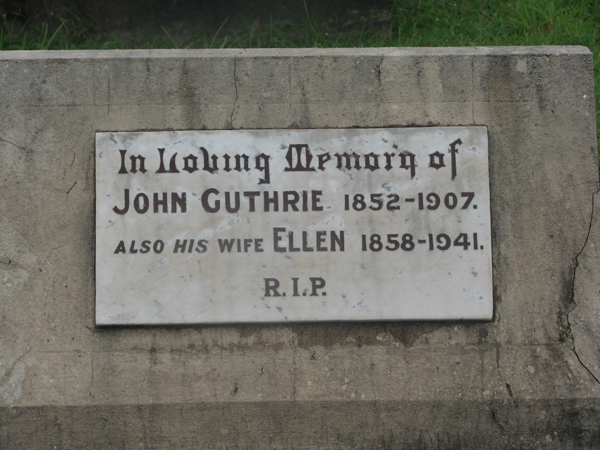 In Loving Memory of
JOHN GUTHRIE 1852-1907.
ALSO HIS WIFE ELLEN 1858-1941.
R.I.P.